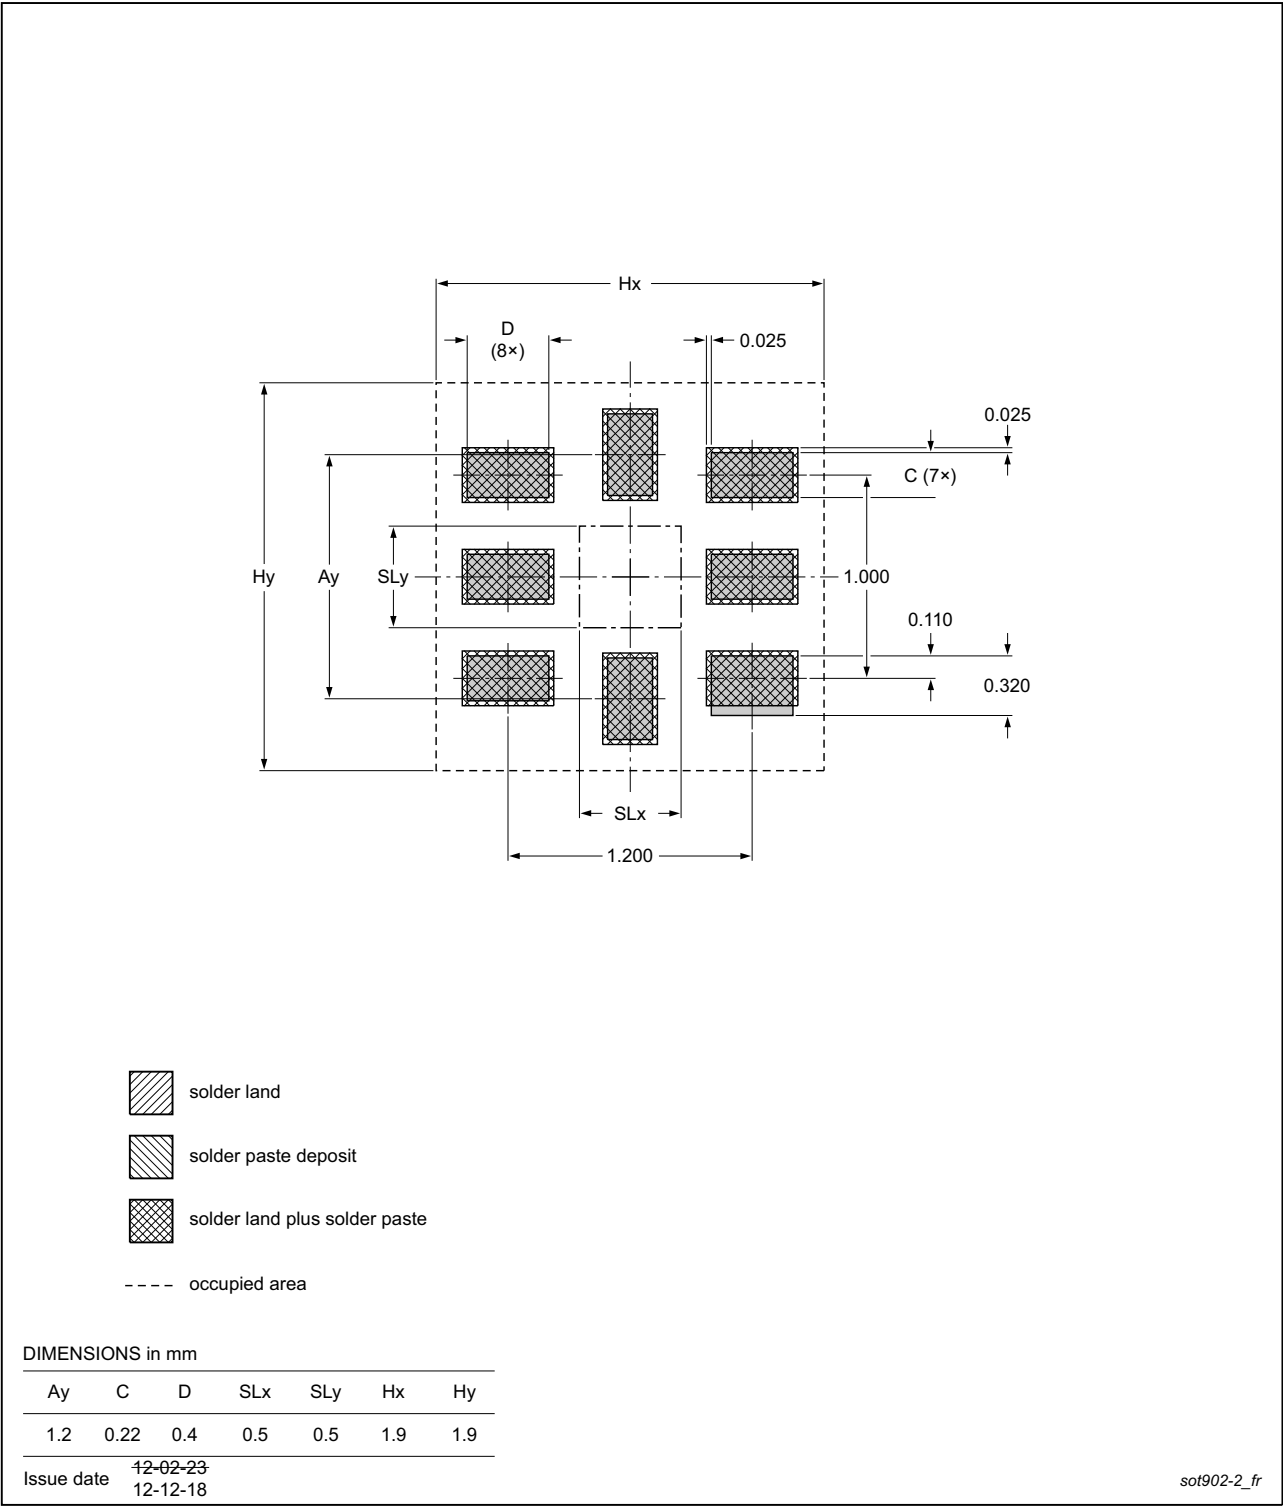 Hx
D
(8×)
0.025
0.025
C (7×)
Hy
Ay
SLy
1.000
0.110
0.320
SLx
1.200
solder land
solder paste deposit
solder land plus solder paste
occupied area
DIMENSIONS in mm
Ay C D SLx SLy Hx Hy
1.2 0.22 0.4 0.5 0.5 1.9 1.9
Issue date 12-02-23
12-12-18
sot902-2_fr